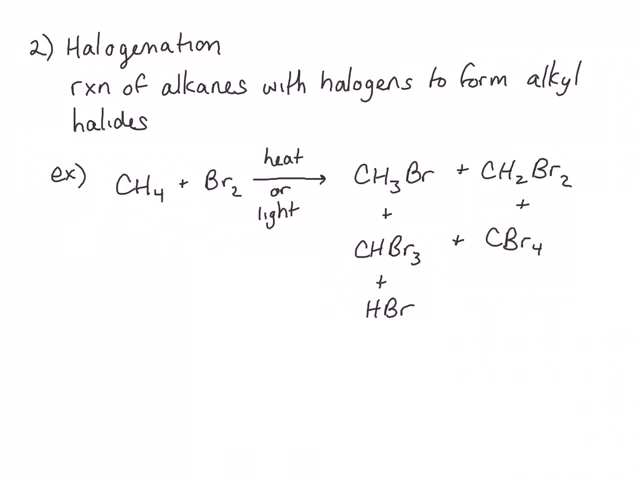 2) Halogenation
rxn of alkanes with halogens to form alkyl
halides
ex) CH₄ + Br₂ heat or light → CH₃Br + CH₂Br₂
+ +
CHBr₃ + CBr₄
+
HBr